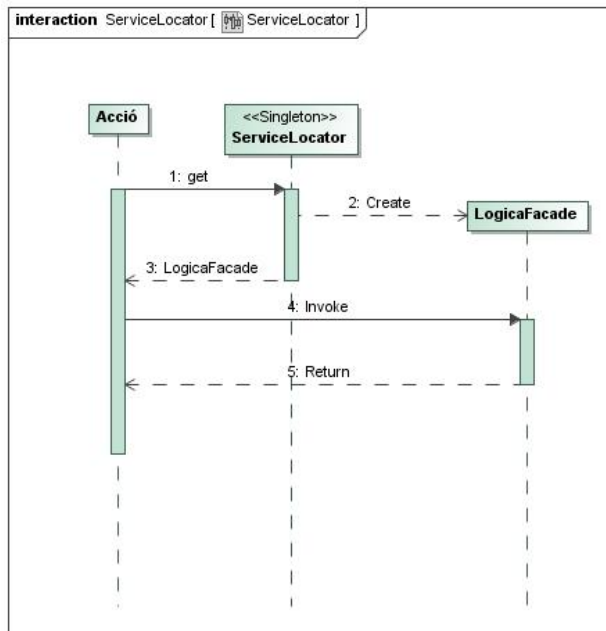 interaction ServiceLocator [ ServiceLocator ]
Acció
<<Singleton>>
ServiceLocator
1: get
2: Create
LogicaFacade
3: LogicaFacade
4: Invoke
5: Return